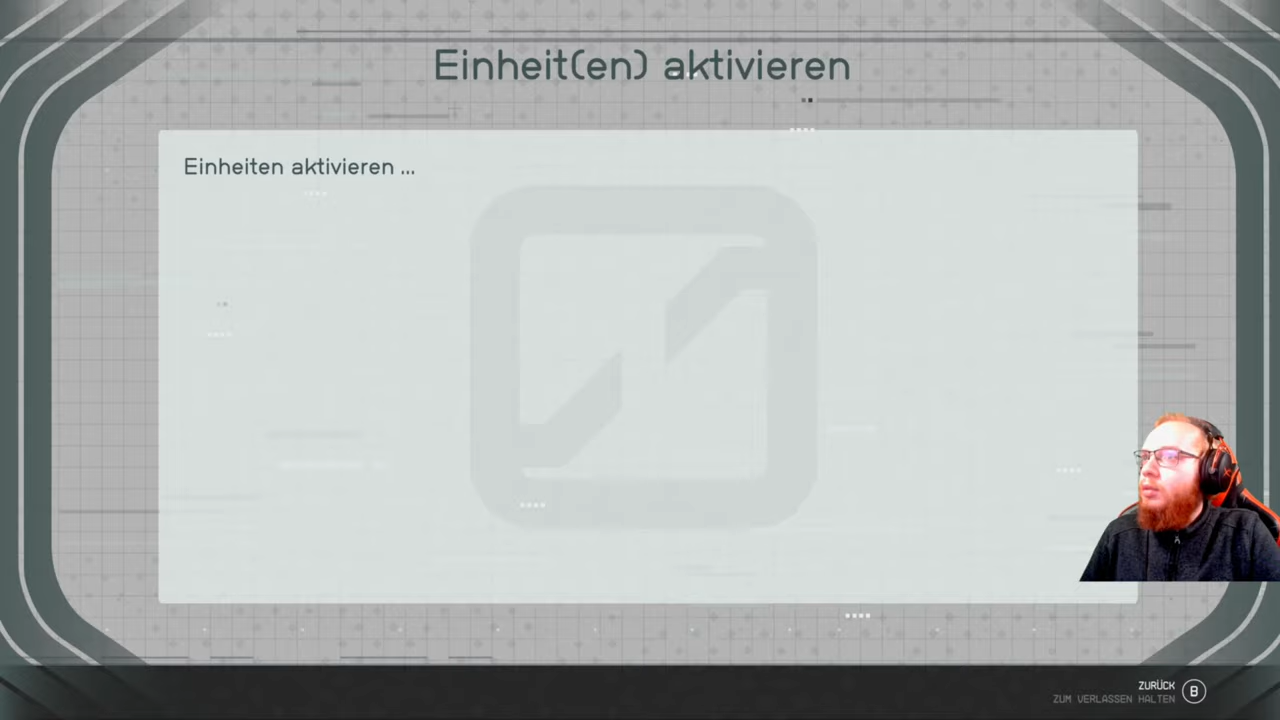 Einheit(en) aktivieren
Einheiten aktivieren ...
ZURÜCK
ZUM VERLASSEN HALTEN
B